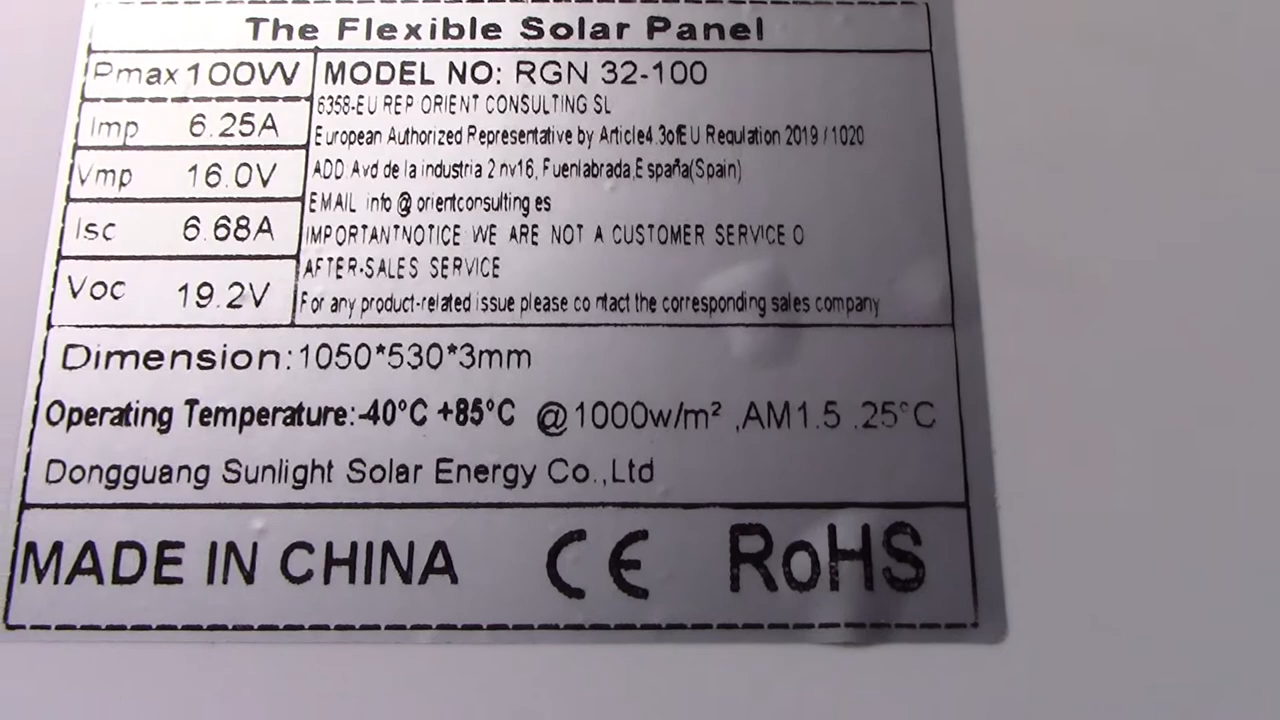 The Flexible Solar Panel
Pmax 100W
MODEL NO: RGN 32-100
Imp 6.25A
Vmp 16.0V
Isc 6.68A
Voc 19.2V
6358-EU REP ORIENT CONSULTING SL
European Authorized Representative by Article4.3ofEU Regulation 2019/1020
ADD.Avd de la industria 2 nv16, Fuenlabrada,España(Spain)
EMAIL info@orientconsulting es
IMPORTANTNOTICE WE ARE NOT A CUSTOMER SERVICE O
AFTER-SALES SERVICE
For any product-related issue please contact the corresponding sales company
Dimension:1050*530*3mm
Operating Temperature:-40°C +85°C @1000w/m² ,AM1.5 .25°C
Dongguang Sunlight Solar Energy Co.,Ltd
MADE IN CHINA CE RoHS